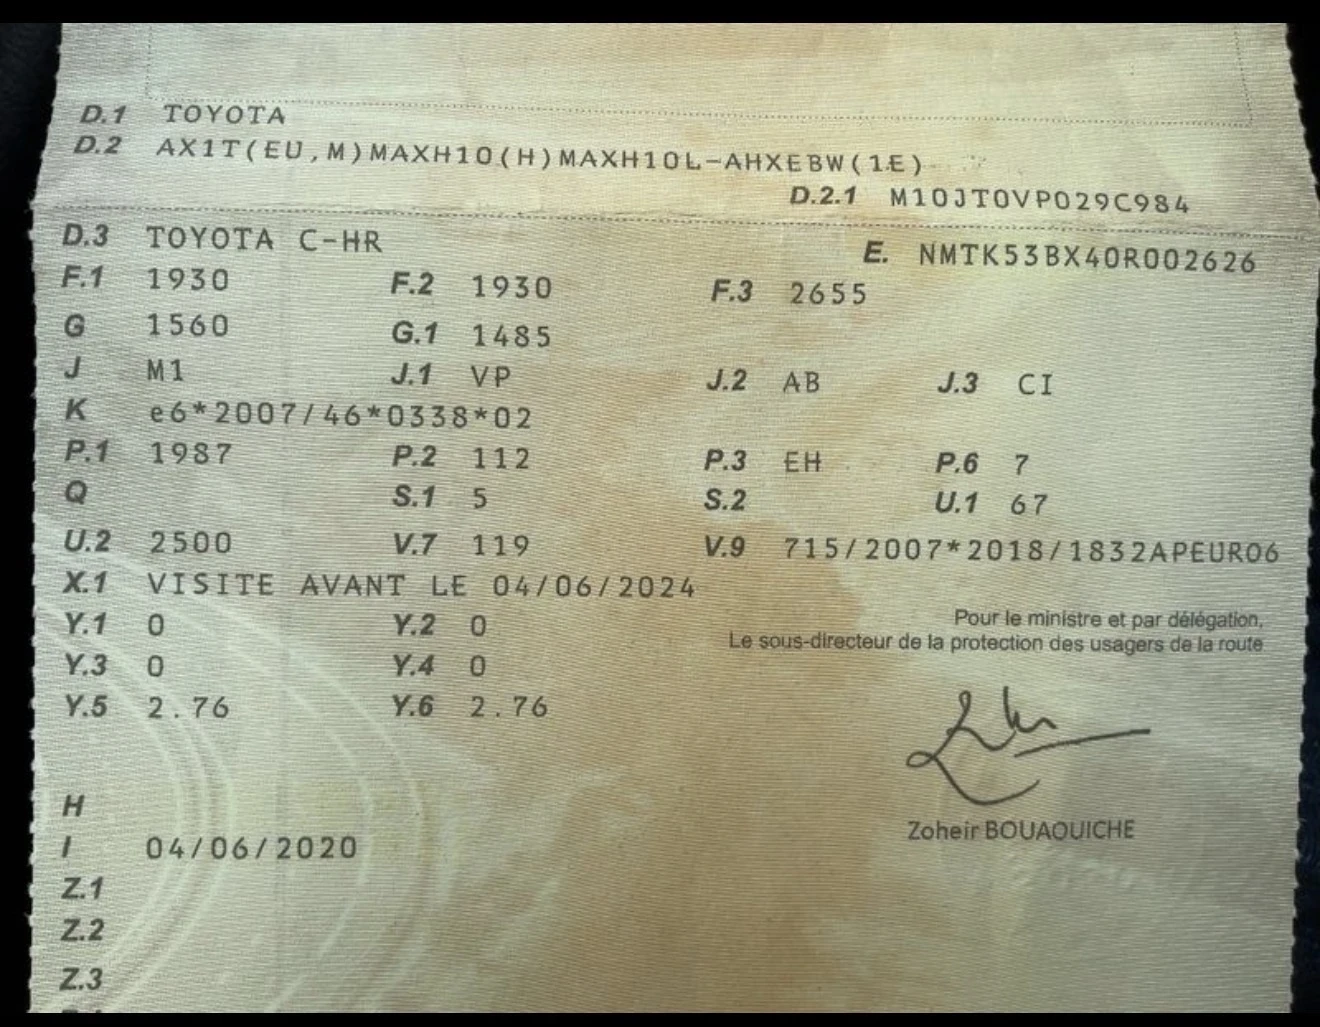 D.1 TOYOTA
D.2 AX1T(EU,M)MAXH10(H)MAXH10L-AHXEBW(1E)
D.2.1 M10JT0VP029C984
D.3 TOYOTA C-HR E. NMTK53BX40R002626
F.1 1930 F.2 1930 F.3 2655
G 1560 G.1 1485
J M1 J.1 VP J.2 AB J.3 CI
K e6*2007/46*0338*02
P.1 1987 P.2 112 P.3 EH P.6 7
Q S.1 5 S.2 U.1 67
U.2 2500 V.7 119 V.9 715/2007*2018/1832APEURO6
X.1 VISITE AVANT LE 04/06/2024
Y.1 0 Y.2 0
Pour le ministre et par délégation,
Le sous-directeur de la protection des usagers de la route
Y.3 0 Y.4 0
Y.5 2.76 Y.6 2.76
H
Zoheir BOUAOUICHE
I 04/06/2020
Z.1
Z.2
Z.3